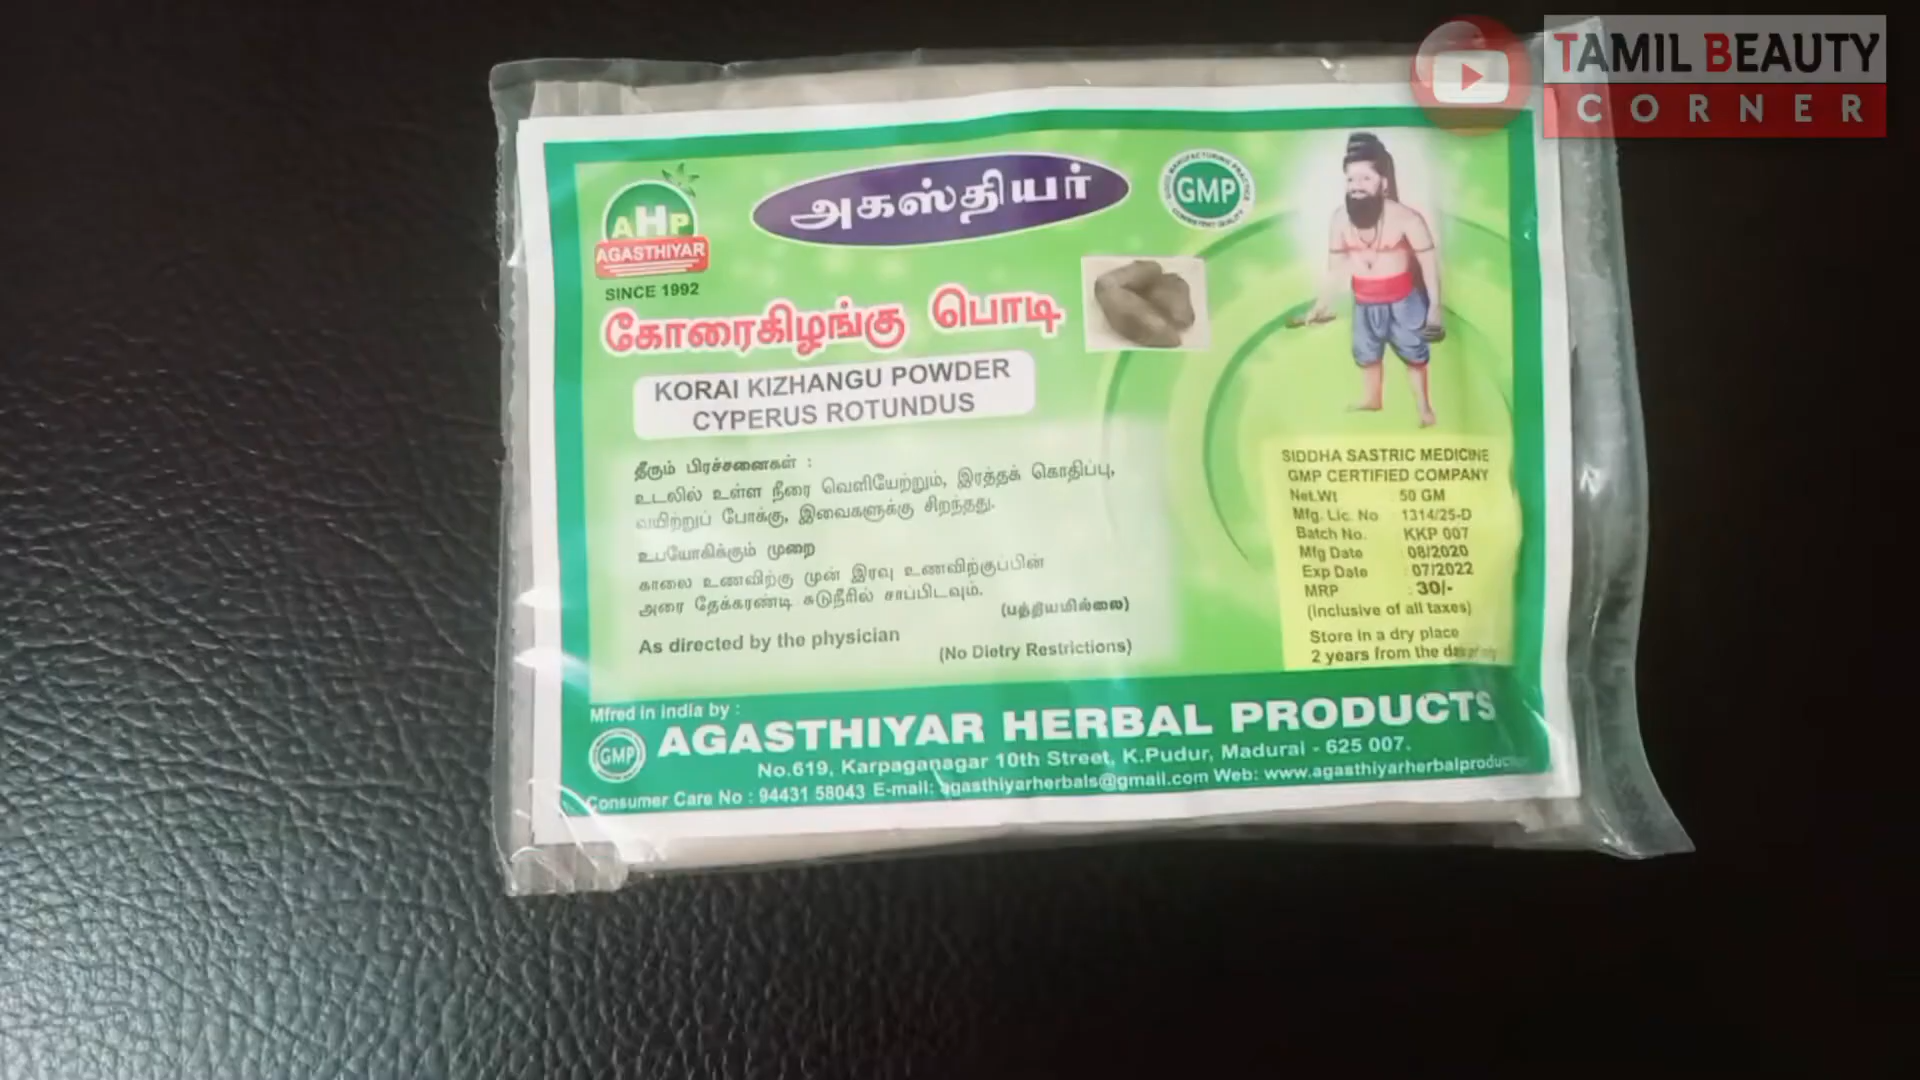 TAMIL BEAUTY
CORNER
AHP
AGASTHIYAR
SINCE 1992
அகஸ்தியர்
GMP
கோரைகிழங்கு பொடி
KORAI KIZHANGU POWDER
CYPERUS ROTUNDUS
தீரும் பிரச்சனைகள் :
உடலில் உள்ள நீரை வெளியேற்றும், இரத்தக் கொதிப்பு,
வயிற்றுப் போக்கு, இவைகளுக்கு சிறந்தது.
உபயோகிக்கும் முறை
காலை உணவிற்கு முன் இரவு உணவிற்குப்பின்
அரை தேக்கரண்டி சுடுநீரில் சாப்பிடவும்.
(பத்தியமில்லை)
As directed by the physician
(No Dietry Restrictions)
SIDDHA SASTRIC MEDICINE
GMP CERTIFIED COMPANY
Net.Wt : 50 GM
Mfg. Lic. No : 1314/25-D
Batch No. : KKP 007
Mfg Date : 08/2020
Exp Date : 07/2022
MRP : 30/-
(Inclusive of all taxes)
Store in a dry place
2 years from the
Mfred in india by :
GMP
AGASTHIYAR HERBAL PRODUCTS
No.619, Karpaganagar 10th Street, K.Pudur, Madurai - 625 007.
Consumer Care No : 94431 58043 E-mail: agasthiyarherbals@gmail.com Web: www.agasthiyarherbalproduc